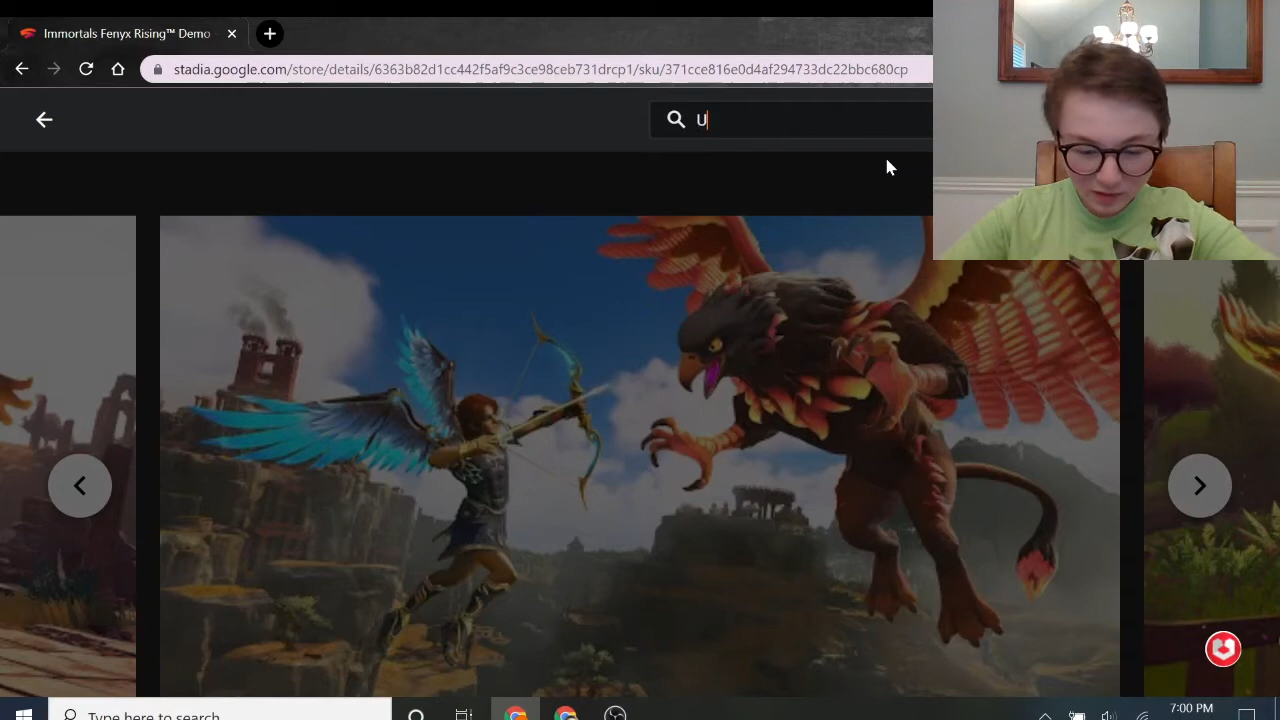 Immortals Fenyx Rising™ Demo
stadia.google.com/store/details/6363b82d1cc442f5af9c3ce98ceb731drcp1/sku/371cce816e0d4af294733dc22bbc680cp
U
Type here to search
7:00 PM